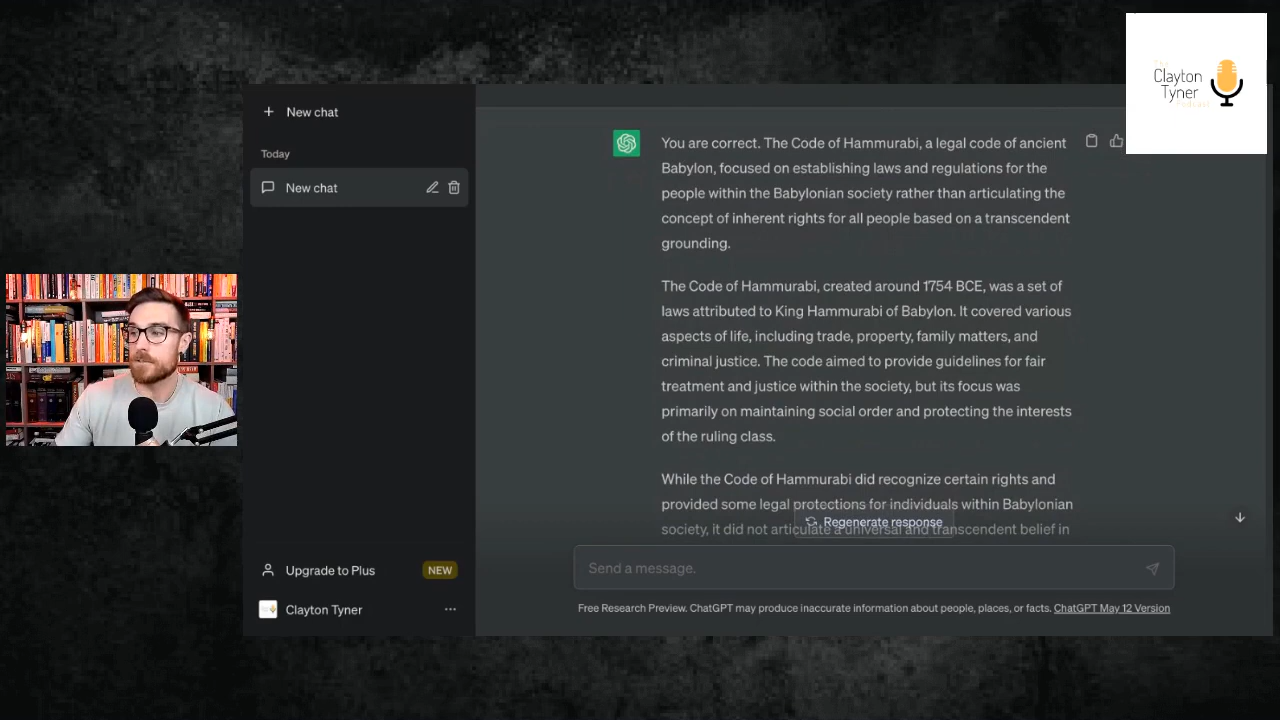 The
Clayton
Tyner
Podcast
New chat
Today
New chat
Upgrade to Plus
NEW
Clayton Tyner
You are correct. The Code of Hammurabi, a legal code of ancient
Babylon, focused on establishing laws and regulations for the
people within the Babylonian society rather than articulating the
concept of inherent rights for all people based on a transcendent
grounding.
The Code of Hammurabi, created around 1754 BCE, was a set of
laws attributed to King Hammurabi of Babylon. It covered various
aspects of life, including trade, property, family matters, and
criminal justice. The code aimed to provide guidelines for fair
treatment and justice within the society, but its focus was
primarily on maintaining social order and protecting the interests
of the ruling class.
While the Code of Hammurabi did recognize certain rights and
provided some legal protections for individuals within Babylonian
society, it did not articulate a universal and transcendent belief in
Regenerate response
Send a message.
Free Research Preview. ChatGPT may produce inaccurate information about people, places, or facts. ChatGPT May 12 Version